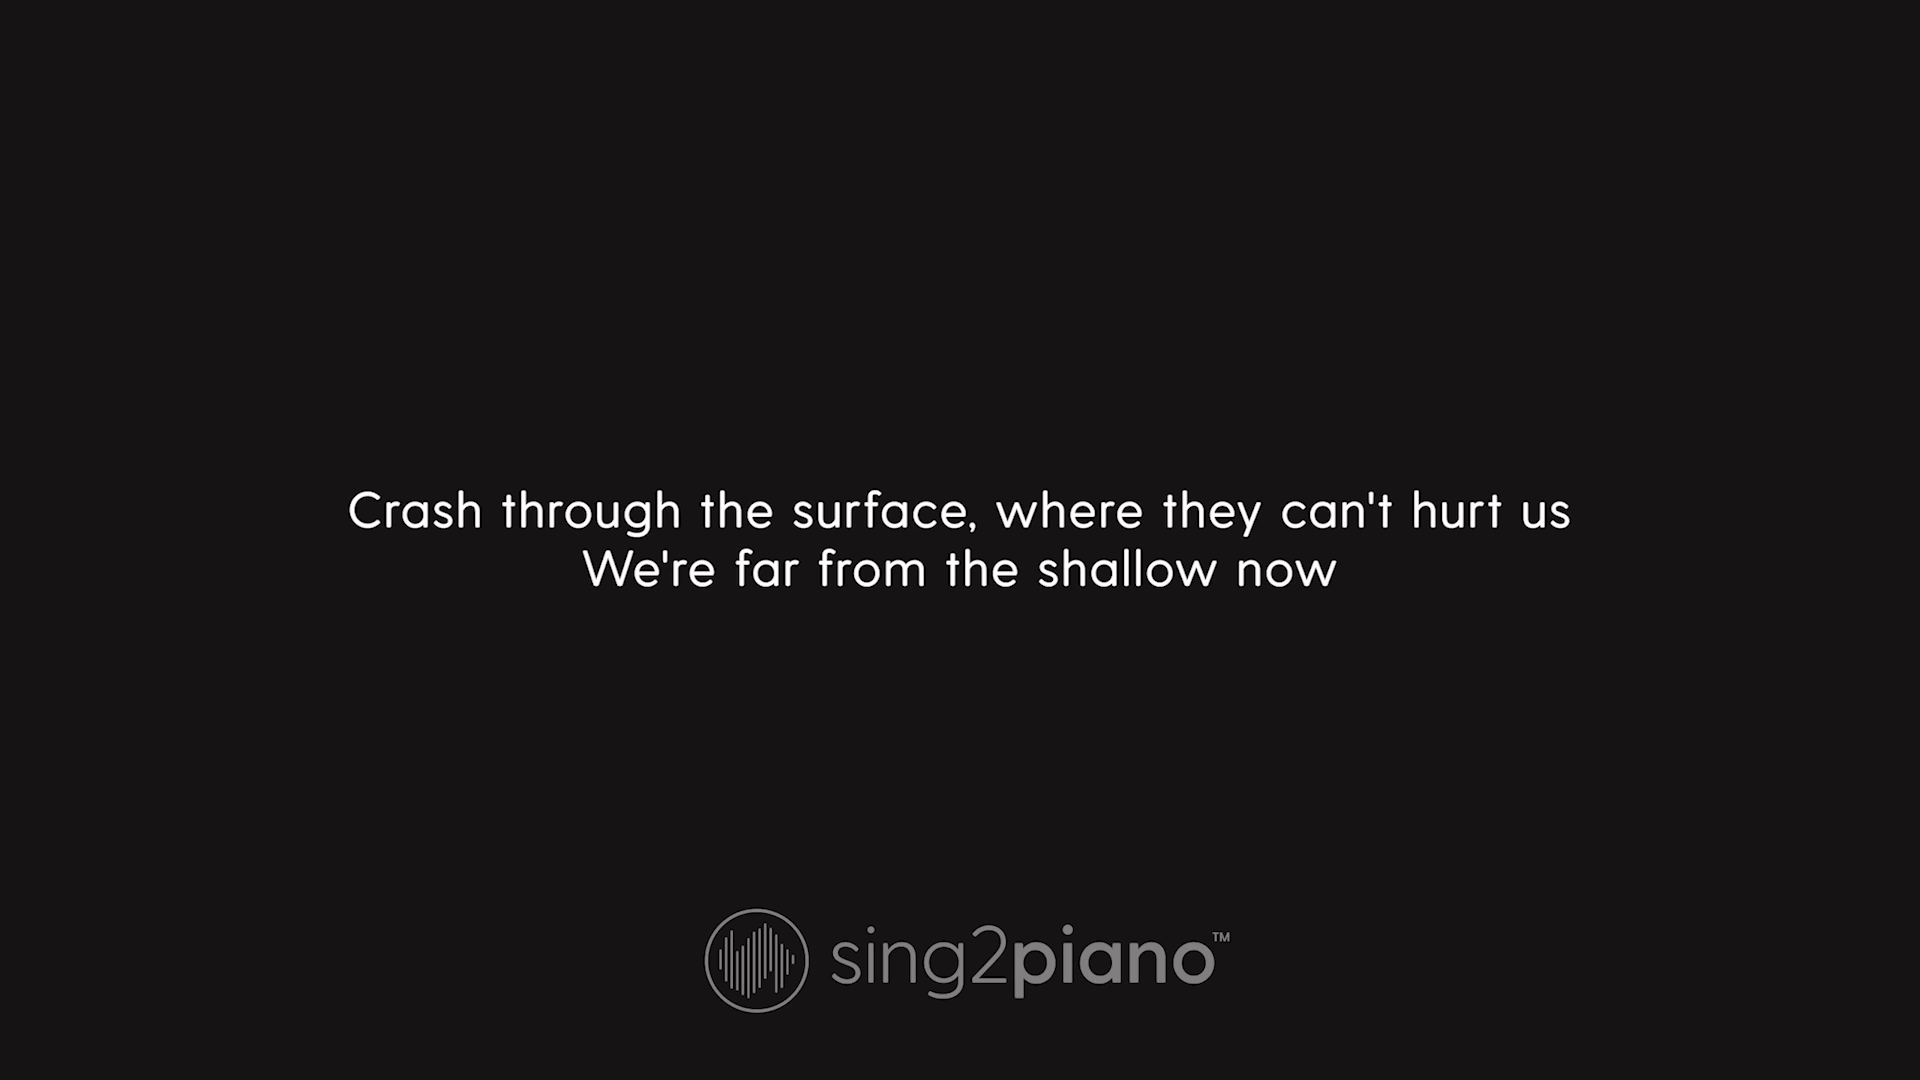 Crash through the surface, where they can't hurt us
We're far from the shallow now
sing2piano™